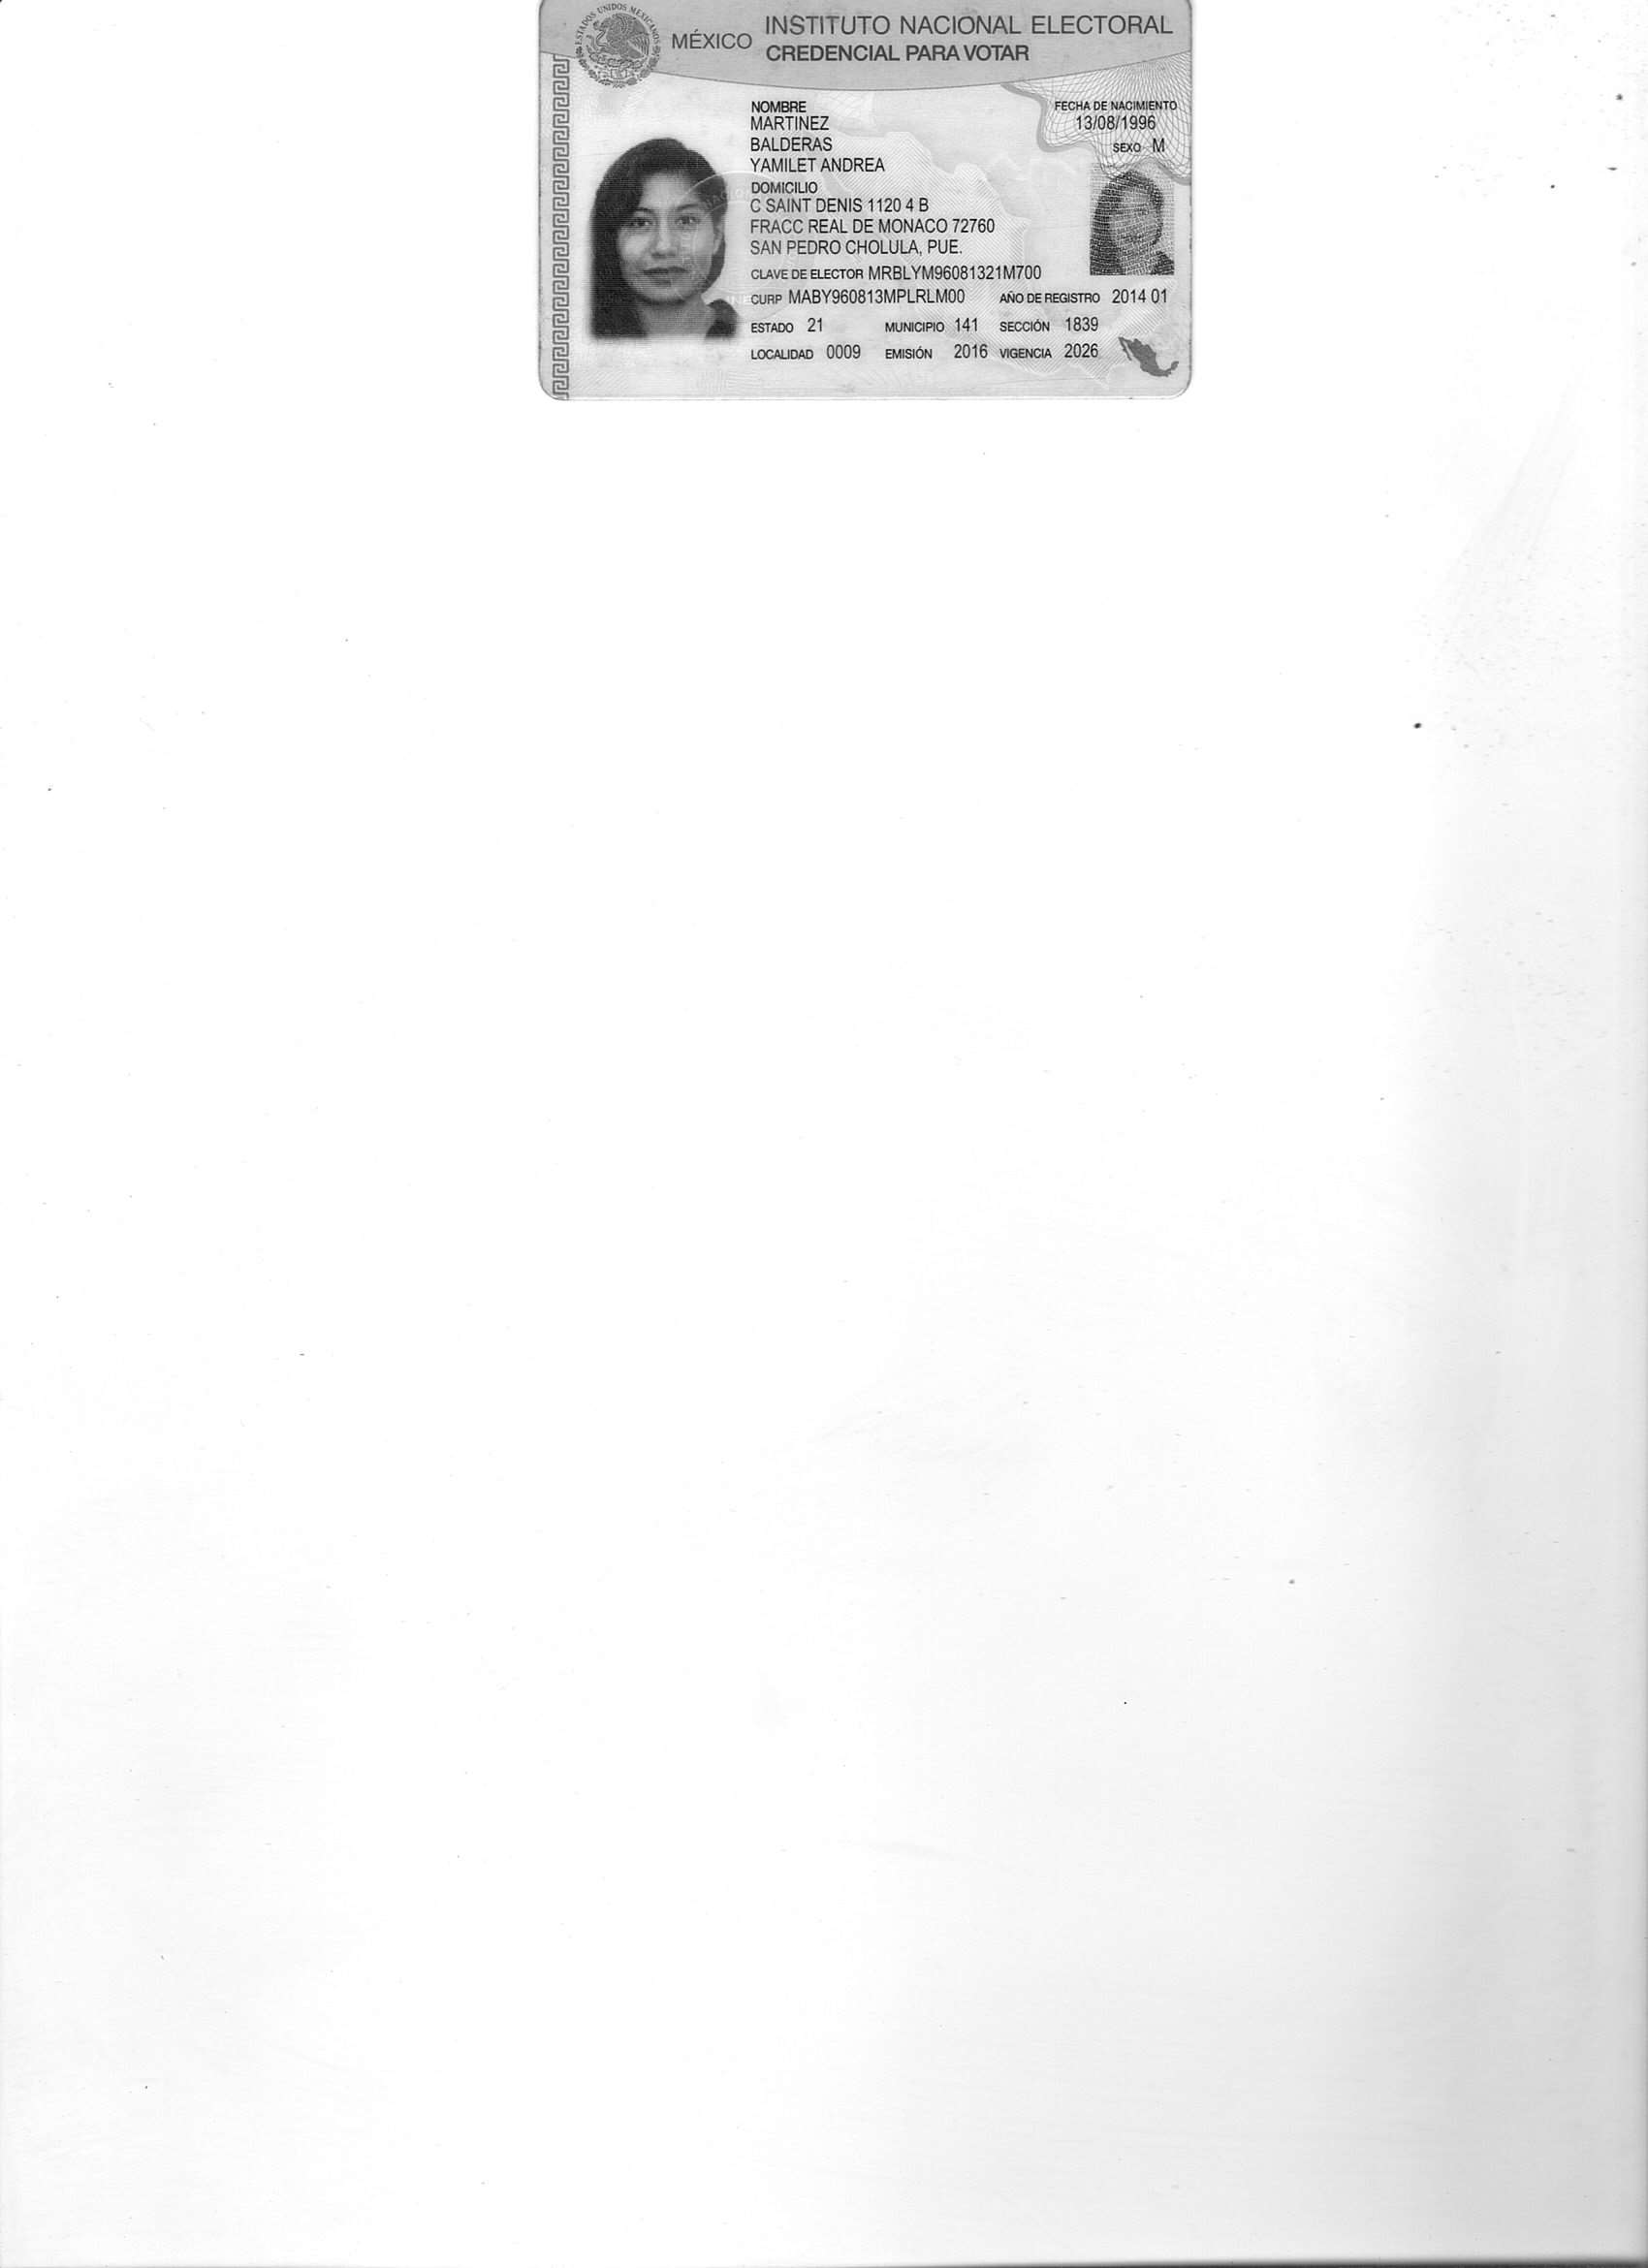 ESTADOS UNIDOS MEXICANOS
MÉXICO
INSTITUTO NACIONAL ELECTORAL
CREDENCIAL PARA VOTAR
NOMBRE
MARTINEZ
BALDERAS
YAMILET ANDREA
FECHA DE NACIMIENTO
13/08/1996
SEXO M
DOMICILIO
C SAINT DENIS 1120 4 B
FRACC REAL DE MONACO 72760
SAN PEDRO CHOLULA, PUE.
CLAVE DE ELECTOR MRBLYM96081321M700
CURP MABY960813MPLRLM00 AÑO DE REGISTRO 2014 01
ESTADO 21 MUNICIPIO 141 SECCIÓN 1839
LOCALIDAD 0009 EMISIÓN 2016 VIGENCIA 2026